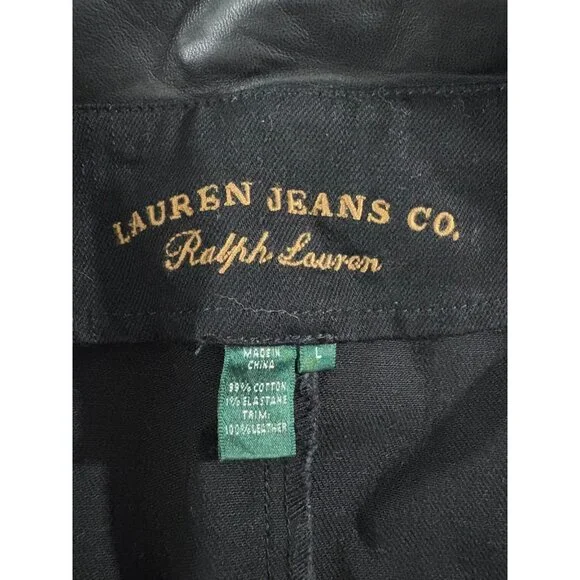 LAUREN JEANS CO.
Ralph Lauren
MADE IN
CHINA
L
99% COTTON
1% ELASTANE
TRIM:
100% LEATHER